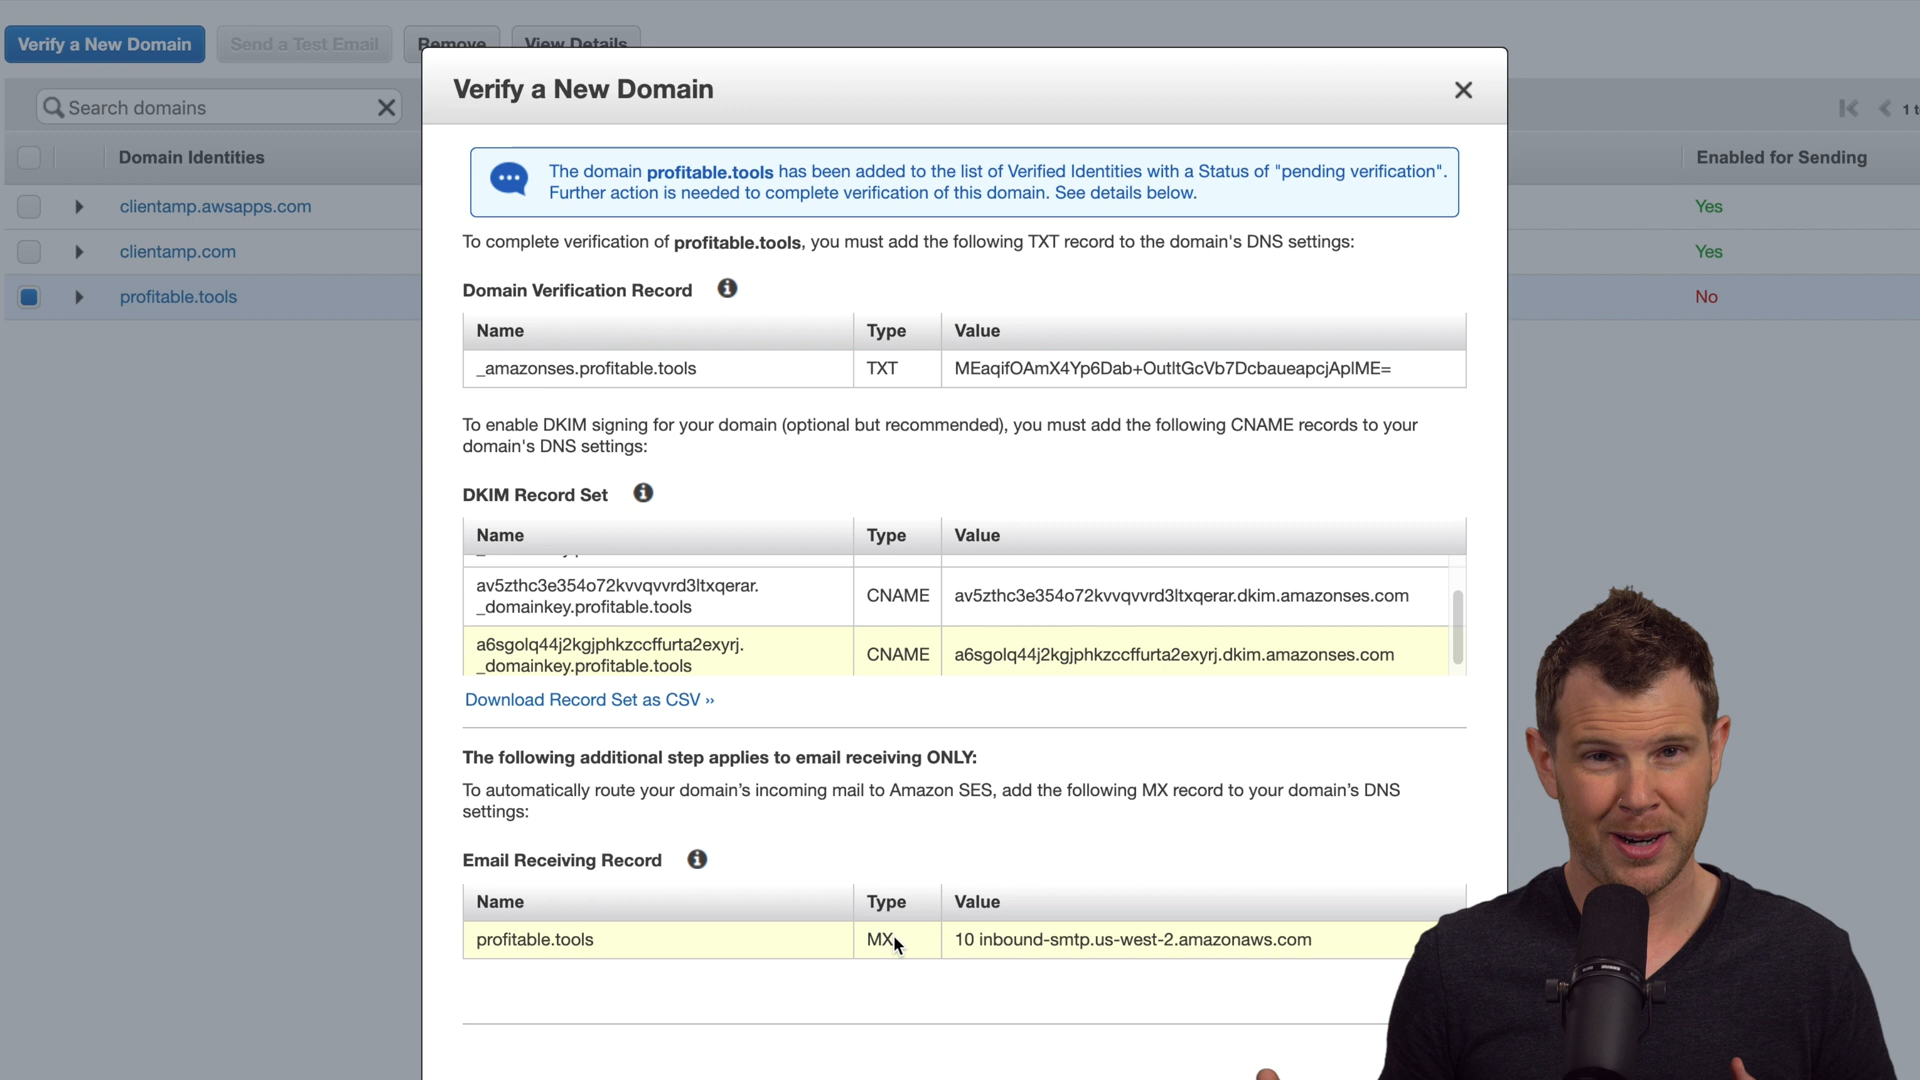 Verify a New Domain
Send a Test Email
Remove
View Details
Search domains
1 t
Domain Identities
Enabled for Sending
clientamp.awsapps.com
Yes
clientamp.com
Yes
profitable.tools
No
Verify a New Domain
The domain profitable.tools has been added to the list of Verified Identities with a Status of "pending verification".
Further action is needed to complete verification of this domain. See details below.
To complete verification of profitable.tools, you must add the following TXT record to the domain's DNS settings:
Domain Verification Record
Name Type Value
_amazonses.profitable.tools TXT MEaqifOAmX4Yp6Dab+OutltGcVb7DcbaueapcjAplME=
To enable DKIM signing for your domain (optional but recommended), you must add the following CNAME records to your
domain's DNS settings:
DKIM Record Set
Name Type Value
av5zthc3e354o72kvvqvvrd3ltxqerar.
_domainkey.profitable.tools
CNAME av5zthc3e354o72kvvqvvrd3ltxqerar.dkim.amazonses.com
a6sgolq44j2kgjphkzccffurta2exyrj.
_domainkey.profitable.tools
CNAME a6sgolq44j2kgjphkzccffurta2exyrj.dkim.amazonses.com
Download Record Set as CSV ››
The following additional step applies to email receiving ONLY:
To automatically route your domain’s incoming mail to Amazon SES, add the following MX record to your domain’s DNS
settings:
Email Receiving Record
Name Type Value
profitable.tools MX 10 inbound-smtp.us-west-2.amazonaws.com